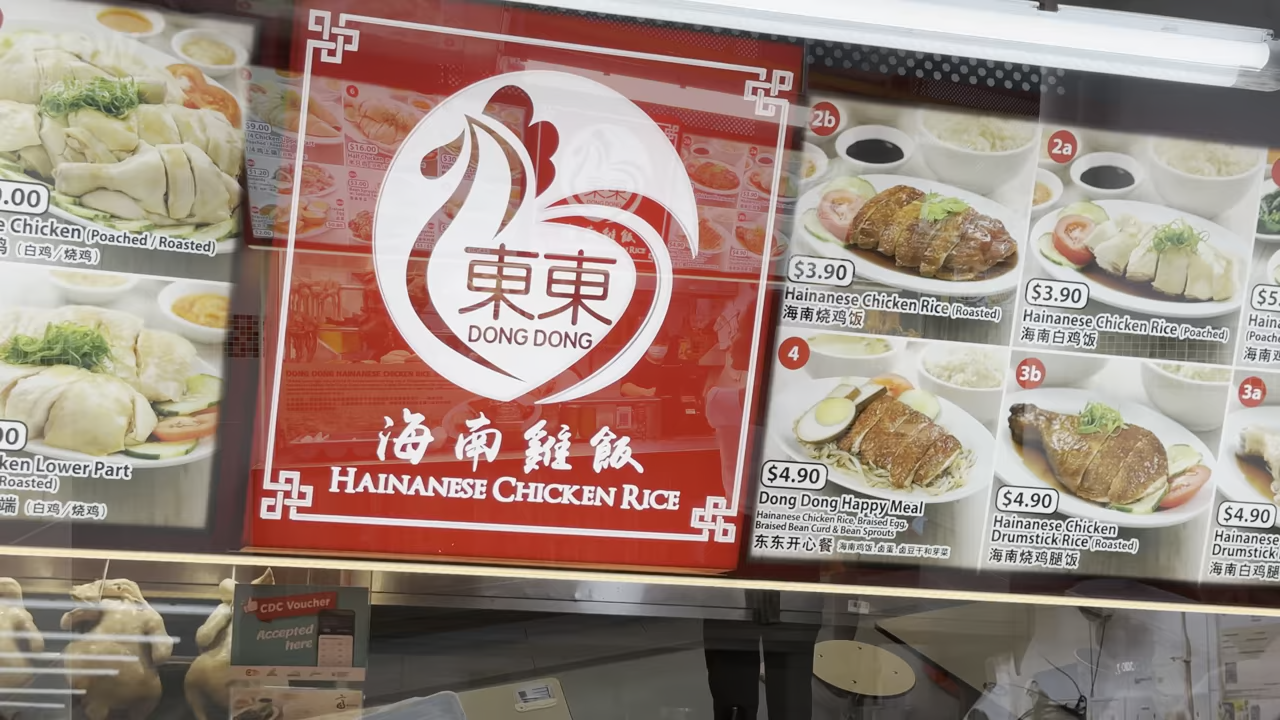 .00
e Chicken (Poached / Roasted)
鸡 (白鸡/烧鸡)
00
ken Lower Part
Roasted)
端 (白鸡/烧鸡)
東東
DONG DONG
海南雞飯
HAINANESE CHICKEN RICE
2b
$3.90
Hainanese Chicken Rice (Roasted)
海南烧鸡饭
2a
$3.90
Hainanese Chicken Rice (Poached)
海南白鸡饭
$5
(Poache
海南
4
$4.90
Dong Dong Happy Meal
Hainanese Chicken Rice, Braised Egg,
Braised Bean Curd & Bean Sprouts
东东开心餐 海南鸡饭,卤蛋,卤豆干和芽菜
3b
$4.90
Hainanese Chicken
Drumstick Rice (Roasted)
海南烧鸡腿饭
3a
$4.90
Hainanese
Drumstick
海南白鸡腿
CDC Voucher
Accepted
here